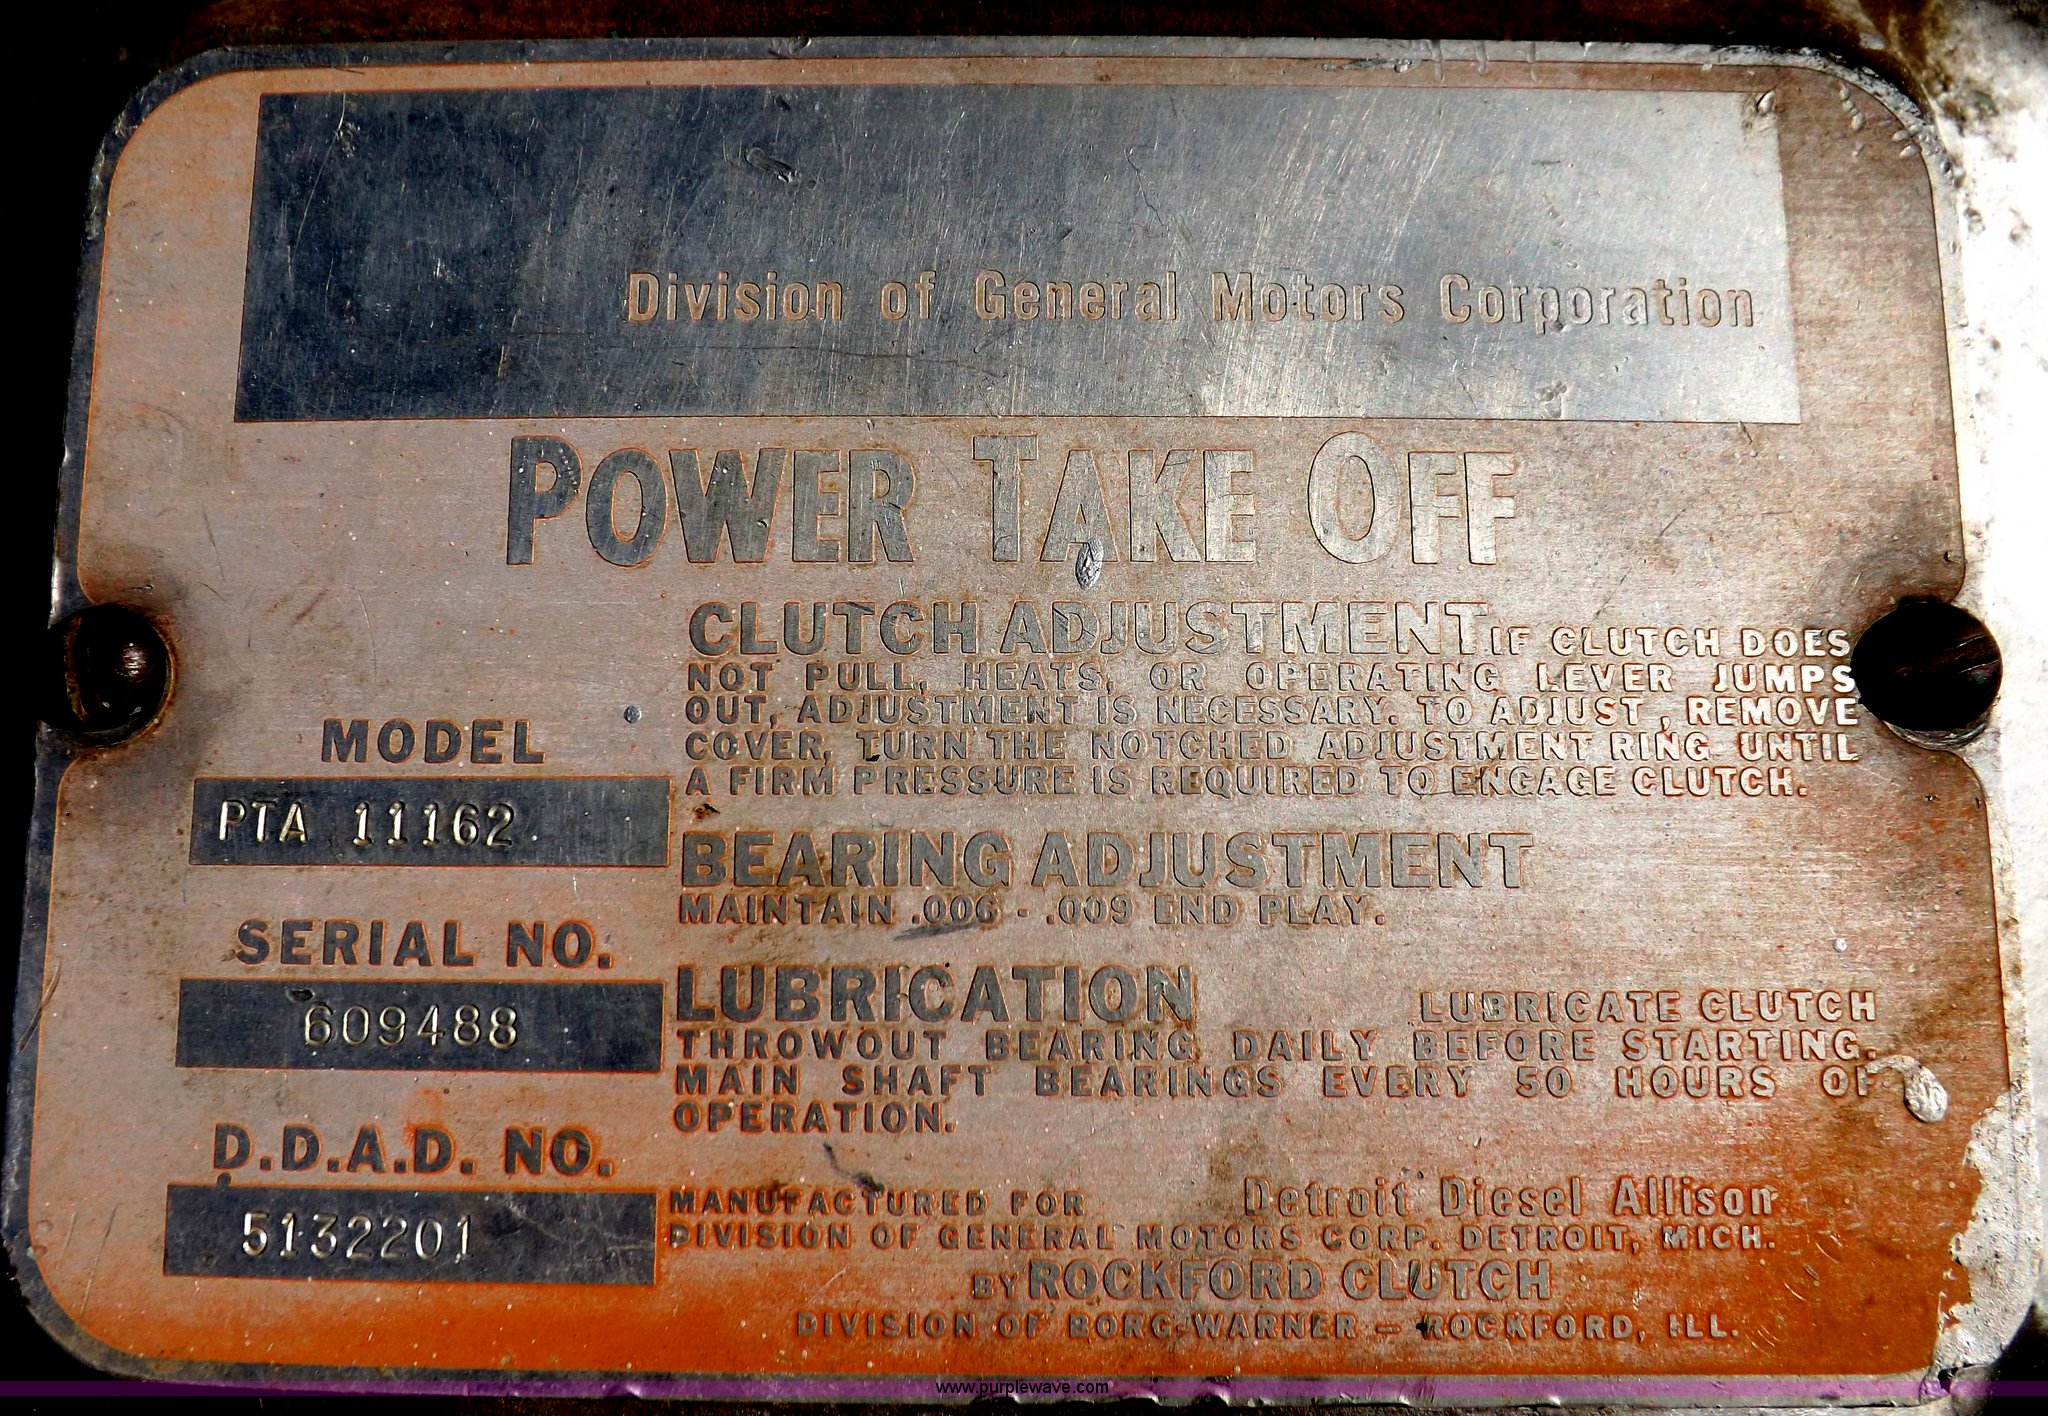 Division of General Motors Corporation
POWER TAKE OFF
CLUTCH ADJUSTMENT IF CLUTCH DOES
NOT PULL, HEATS, OR OPERATING LEVER JUMPS
OUT, ADJUSTMENT IS NECESSARY. TO ADJUST, REMOVE
COVER, TURN THE NOTCHED ADJUSTMENT RING UNTIL
A FIRM PRESSURE IS REQUIRED TO ENGAGE CLUTCH.
BEARING ADJUSTMENT
MAINTAIN .006 - .009 END PLAY.
LUBRICATION LUBRICATE CLUTCH
THROWOUT BEARING DAILY BEFORE STARTING.
MAIN SHAFT BEARINGS EVERY 50 HOURS OF
OPERATION.
MODEL
PTA 11162
SERIAL NO.
609488
D.D.A.D. NO.
5132201
MANUFACTURED FOR Detroit Diesel Allison
DIVISION OF GENERAL MOTORS CORP. DETROIT, MICH.
BY ROCKFORD CLUTCH
DIVISION OF BORG-WARNER - ROCKFORD, ILL.
www.purplewave.com